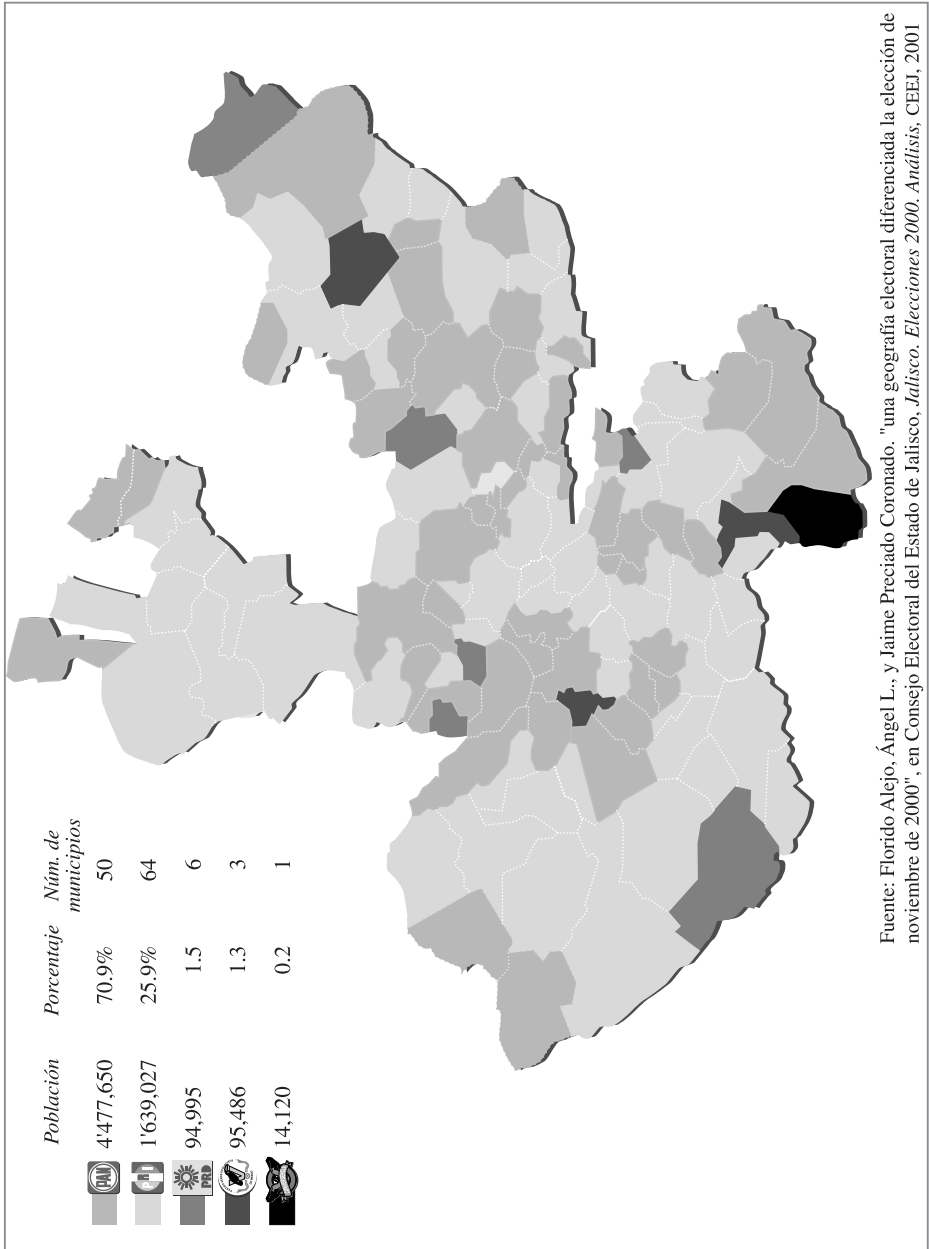 Población Porcentaje Núm. de
municipios
PAN 4'477,650 70.9% 50
PRI 1'639,027 25.9% 64
PRD 94,995 1.5 6
95,486 1.3 3
14,120 0.2 1
Fuente: Florido Alejo, Ángel L., y Jaime Preciado Coronado. "una geografía electoral diferenciada la elección de
noviembre de 2000", en Consejo Electoral del Estado de Jalisco, Jalisco. Elecciones 2000. Análisis, CEEJ, 2001